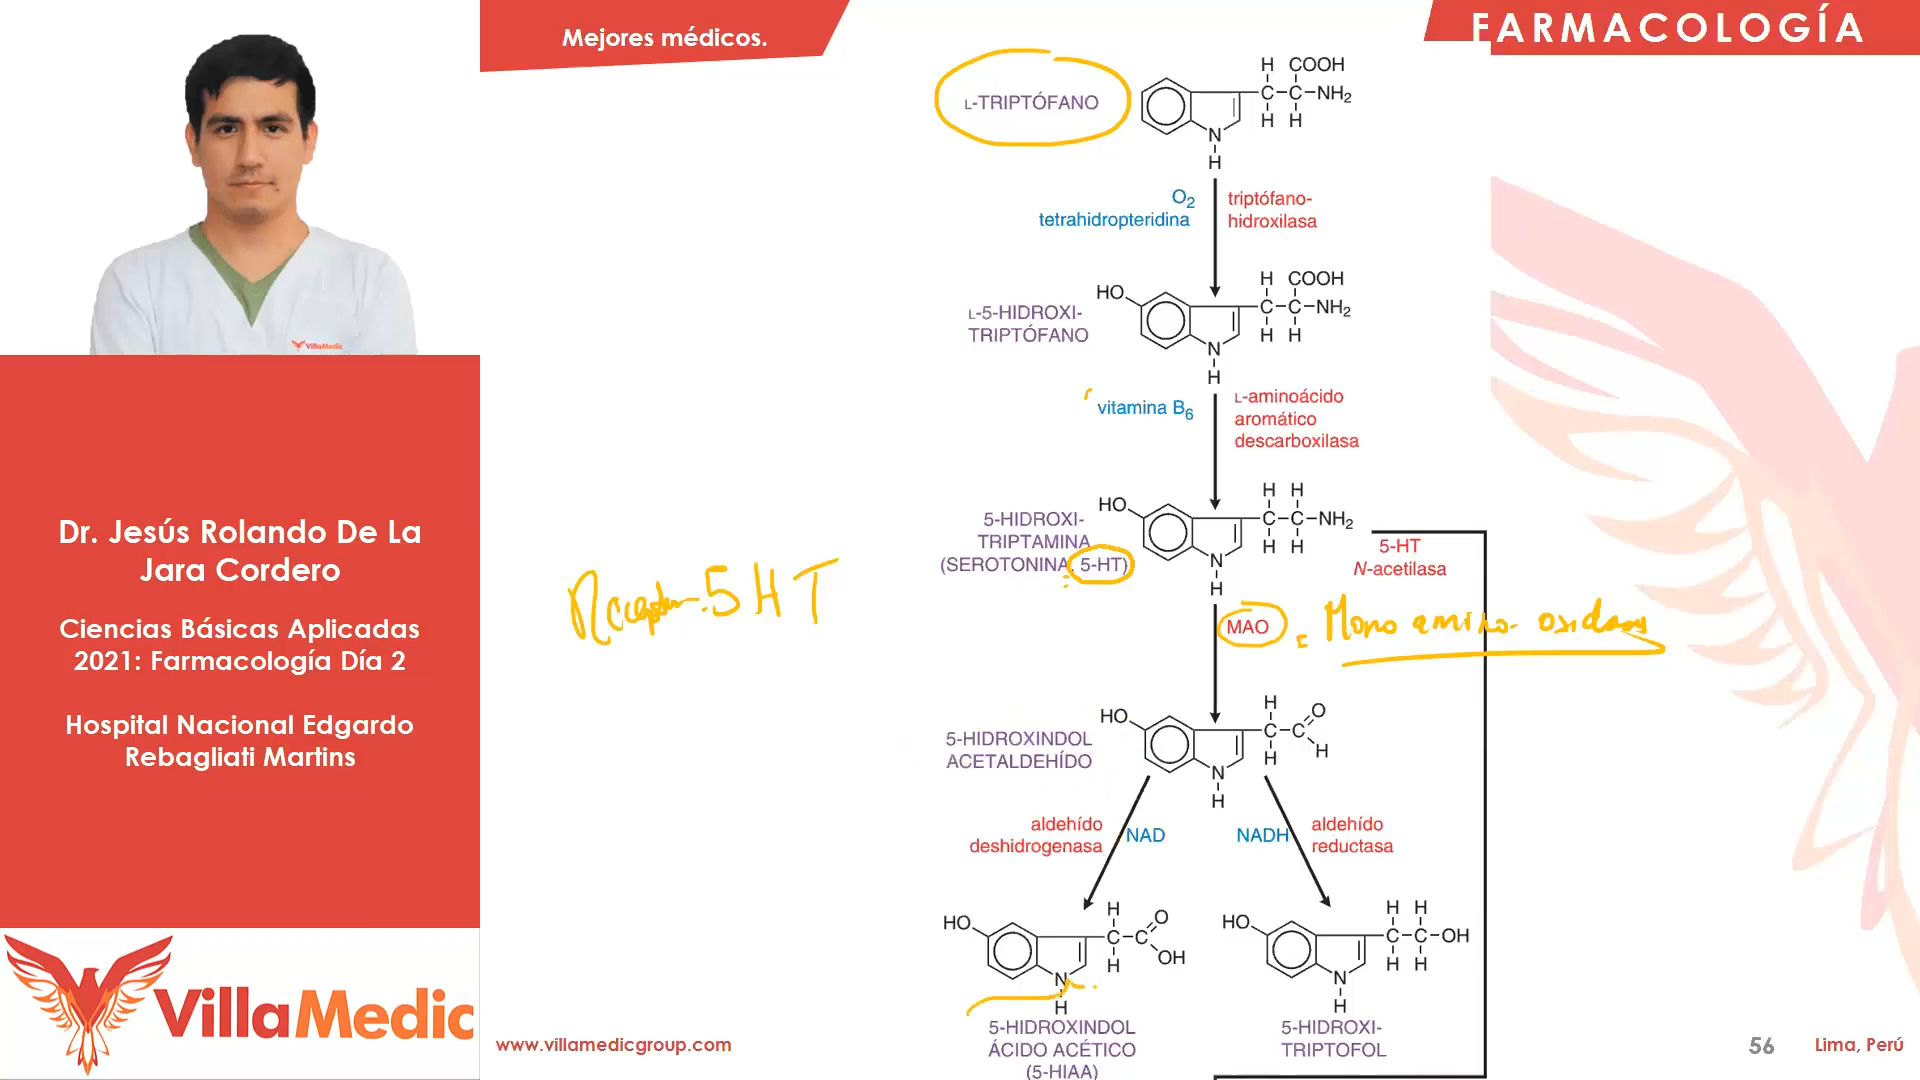 Mejores médicos.
FARMACOLOGÍA
VillaMedic
Dr. Jesús Rolando De La
Jara Cordero
Ciencias Básicas Aplicadas
2021: Farmacología Día 2
Hospital Nacional Edgardo
Rebagliati Martins
VillaMedic
L-TRIPTÓFANO
H COOH
C-C-NH2
H H
N
H
O2
tetrahidropteridina
triptófano-
hidroxilasa
L-5-HIDROXI-
TRIPTÓFANO
HO
H COOH
C-C-NH2
H H
N
H
vitamina B6
L-aminoácido
aromático
descarboxilasa
5-HIDROXI-
TRIPTAMINA
(SEROTONINA, 5-HT)
HO
H H
C-C-NH2
H H
N
H
5-HT
N-acetilasa
Receptor 5HT
MAO = Mono amino oxidasas
5-HIDROXINDOL
ACETALDEHÍDO
HO
H O
C-C
H H
N
H
aldehído
deshidrogenasa
NAD
NADH
aldehído
reductasa
HO
H O
C-C
H OH
N
H
5-HIDROXINDOL
ÁCIDO ACÉTICO
(5-HIAA)
HO
H H
C-C-OH
H H
N
H
5-HIDROXI-
TRIPTOFOL
www.villamedicgroup.com
56
Lima, Perú